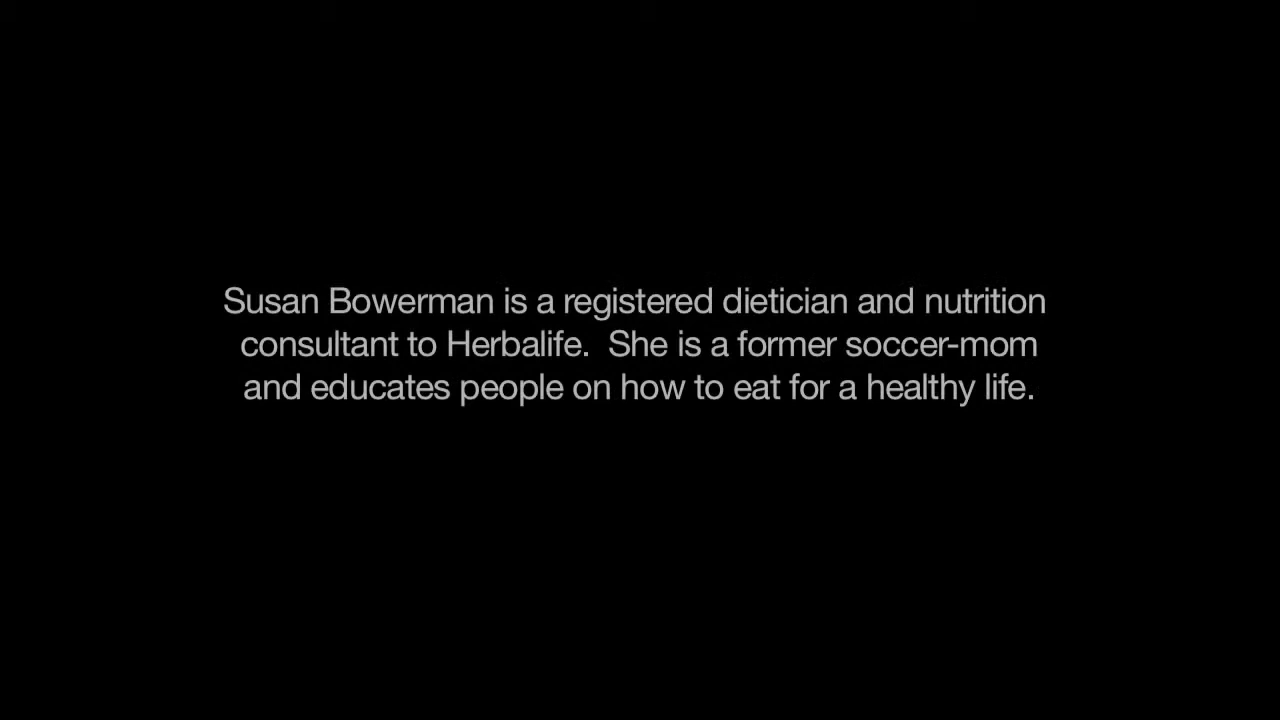 Susan Bowerman is a registered dietician and nutrition
consultant to Herbalife.  She is a former soccer-mom
and educates people on how to eat for a healthy life.